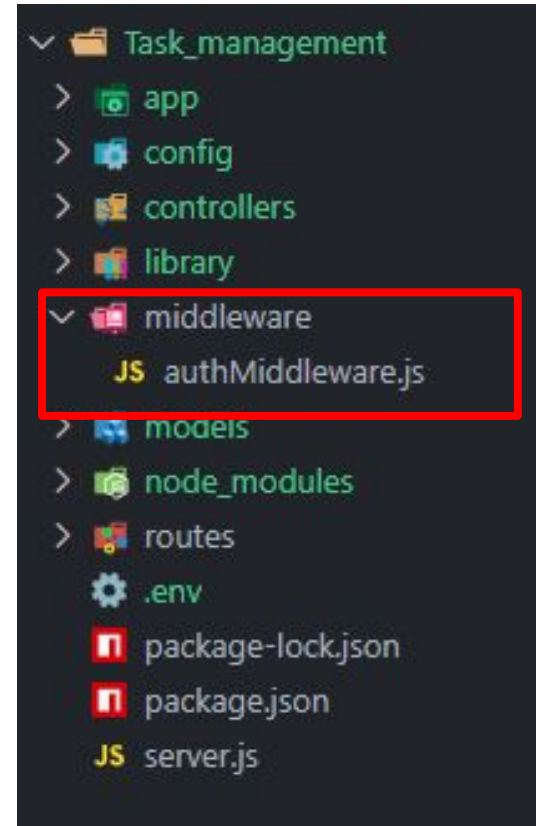 Task_management
app
config
controllers
library
middleware
JS authMiddleware.js
models
node_modules
routes
.env
package-lock.json
package.json
JS server.js